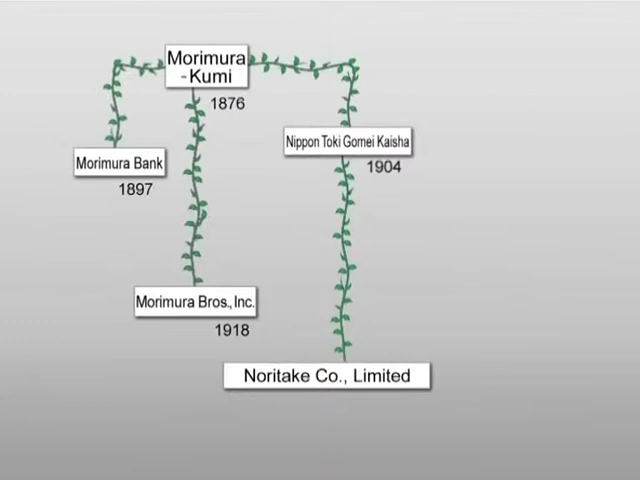 Morimura
-Kumi
1876
Nippon Toki Gomei Kaisha
1904
Morimura Bank
1897
Morimura Bros., Inc.
1918
Noritake Co., Limited